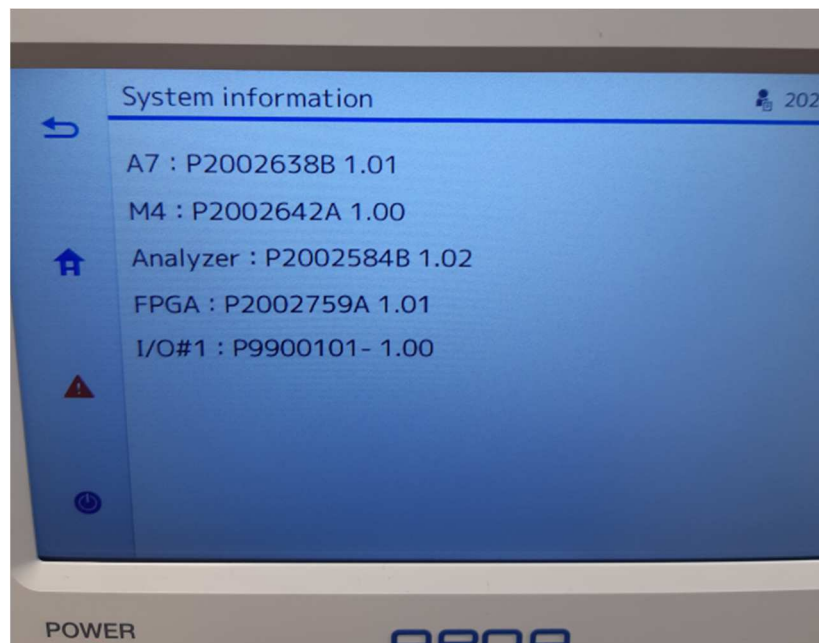 System information
202
A7 : P2002638B 1.01
M4 : P2002642A 1.00
Analyzer : P2002584B 1.02
FPGA : P2002759A 1.01
I/O#1 : P9900101- 1.00
POWER